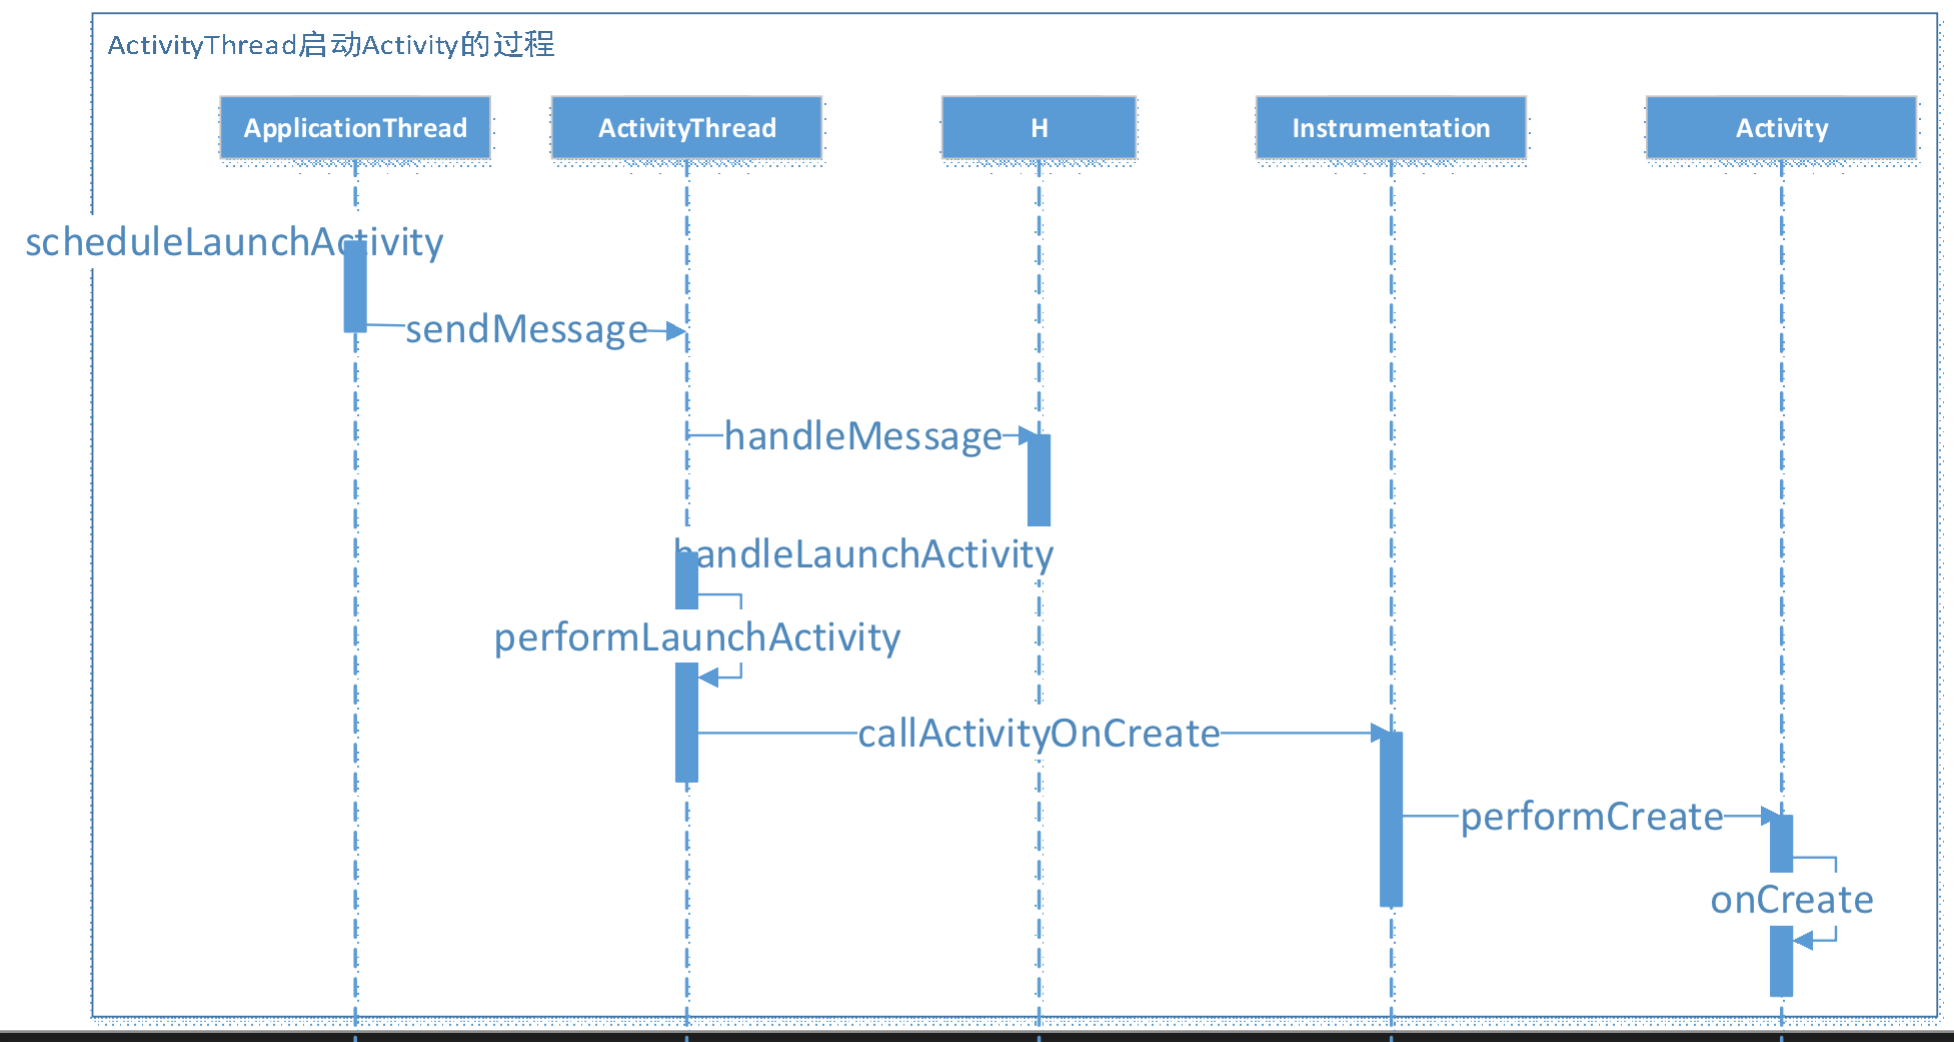 ActivityThread启动Activity的过程
ApplicationThread
ActivityThread
H
Instrumentation
Activity
scheduleLaunchActivity
sendMessage
handleMessage
handleLaunchActivity
performLaunchActivity
callActivityOnCreate
performCreate
onCreate